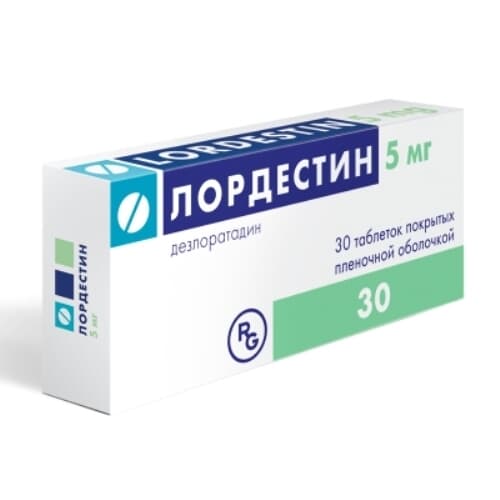 LORDESTIN 5 mg
ЛОРДЕСТИН 5 мг
дезлоратадин
30 таблеток покрытых
пленочной оболочкой
30
RG
ЛОРДЕСТИН
5 мг